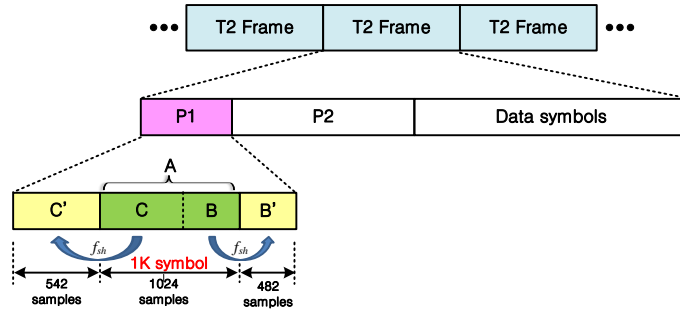 ••• T2 Frame T2 Frame T2 Frame •••
P1 P2 Data symbols
A
C' C B B'
fsh fsh
1K symbol
542 samples
1024 samples
482 samples